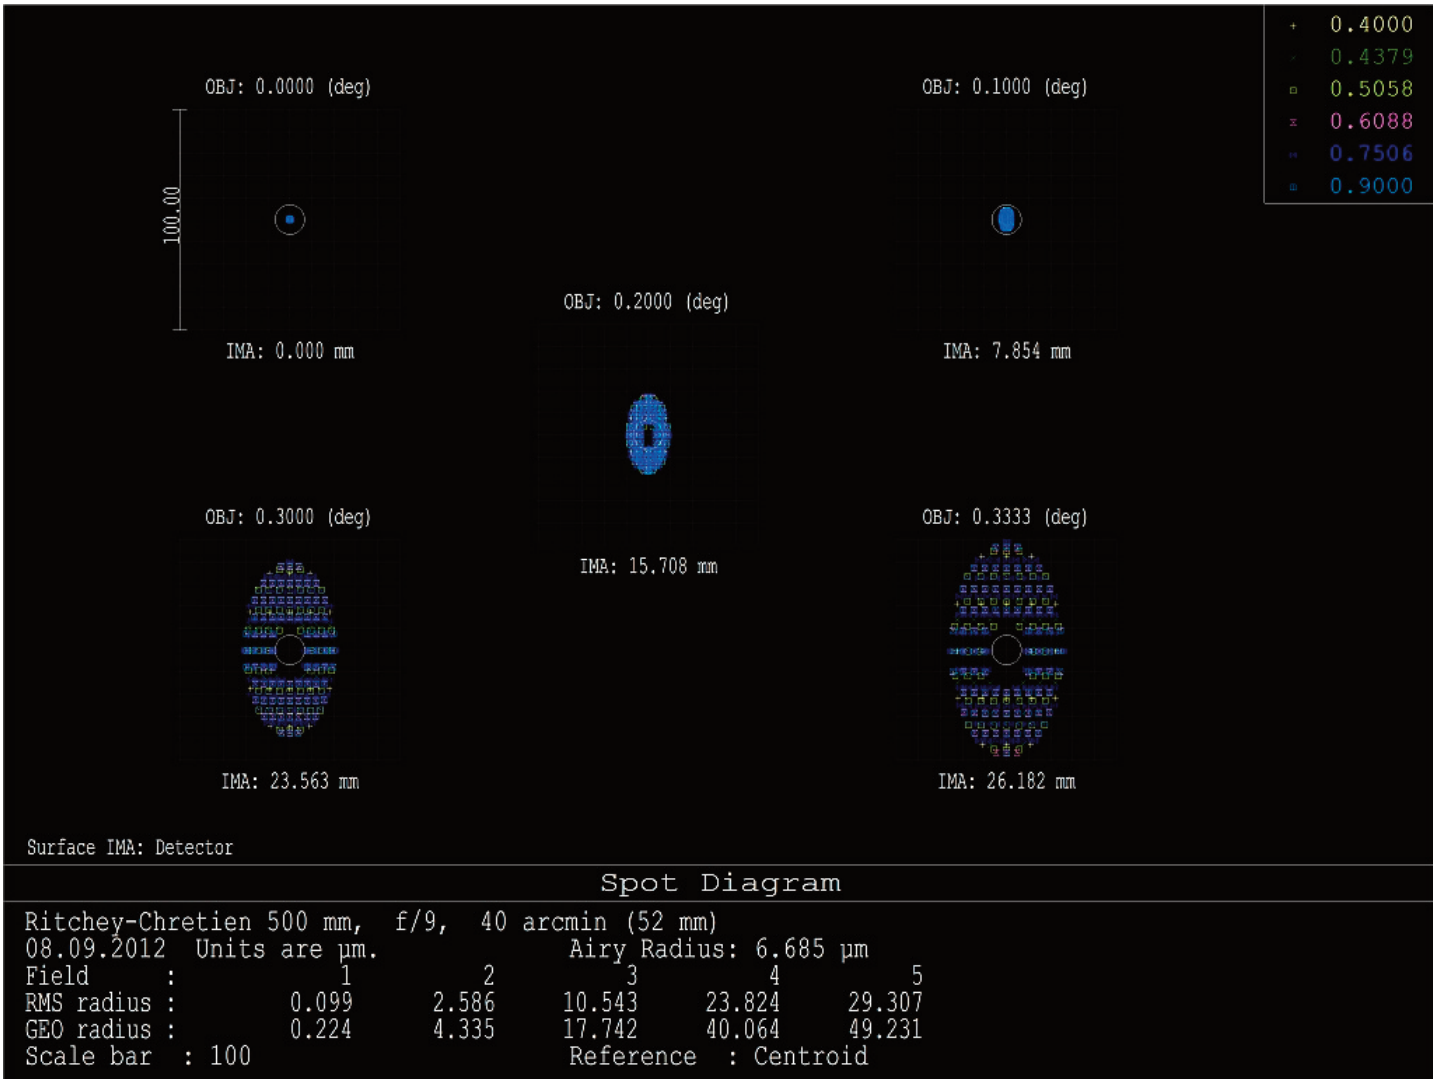 0.4000
0.4379
0.5058
0.6088
0.7506
0.9000
OBJ: 0.0000 (deg)
OBJ: 0.1000 (deg)
100.00
OBJ: 0.2000 (deg)
IMA: 0.000 mm
IMA: 7.854 mm
OBJ: 0.3000 (deg)
OBJ: 0.3333 (deg)
IMA: 15.708 mm
IMA: 23.563 mm
IMA: 26.182 mm
Surface IMA: Detector
Spot Diagram
Ritchey-Chretien 500 mm, f/9, 40 arcmin (52 mm)
08.09.2012 Units are µm. Airy Radius: 6.685 µm
Field : 1 2 3 4 5
RMS radius : 0.099 2.586 10.543 23.824 29.307
GEO radius : 0.224 4.335 17.742 40.064 49.231
Scale bar : 100 Reference : Centroid